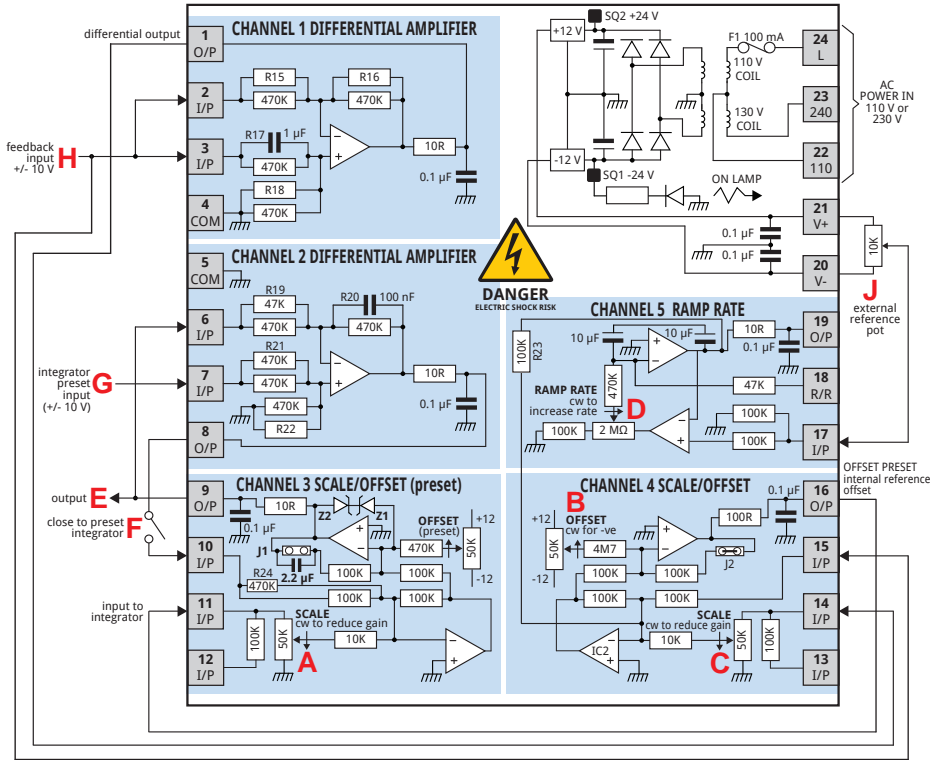 differential output
1
O/P
CHANNEL 1 DIFFERENTIAL AMPLIFIER
2
I/P
R15
470K
R16
470K
feedback
input
+/- 10 V
H
3
I/P
R17
1 µF
470K
10R
0.1 µF
4
COM
R18
470K
SQ2 +24 V
+12 V
-12 V
SQ1 -24 V
ON LAMP
F1 100 mA
110 V
COIL
130 V
COIL
24
L
23
240
22
110
AC
POWER IN
110 V or
230 V
21
V+
0.1 µF
0.1 µF
20
V-
10K
J
external
reference
pot
DANGER
ELECTRIC SHOCK RISK
5
COM
CHANNEL 2 DIFFERENTIAL AMPLIFIER
6
I/P
R19
47K
470K
R20
100 nF
470K
integrator
preset
input
(+/- 10 V)
G
7
I/P
R21
470K
470K
R22
10R
0.1 µF
8
O/P
CHANNEL 5 RAMP RATE
100K
R23
10 µF
10 µF
10R
0.1 µF
19
O/P
470K
47K
18
R/R
RAMP RATE
cw to
increase rate
D
100K
2 MΩ
100K
100K
17
I/P
output
E
9
O/P
CHANNEL 3 SCALE/OFFSET (preset)
10R
Z2
Z1
0.1 µF
close to preset
integrator
F
10
I/P
J1
2.2 µF
OFFSET
(preset)
470K
+12
50K
-12
100K
100K
R24
470K
100K
100K
input to
integrator
11
I/P
100K
50K
SCALE
cw to reduce gain
10K
A
12
I/P
CHANNEL 4 SCALE/OFFSET
B
+12
50K
-12
OFFSET
cw for -ve
4M7
100R
0.1 µF
J2
16
O/P
OFFSET PRESET
internal reference
offset
100K
100K
15
I/P
100K
100K
SCALE
cw to reduce gain
14
I/P
IC2
10K
C
50K
100K
13
I/P